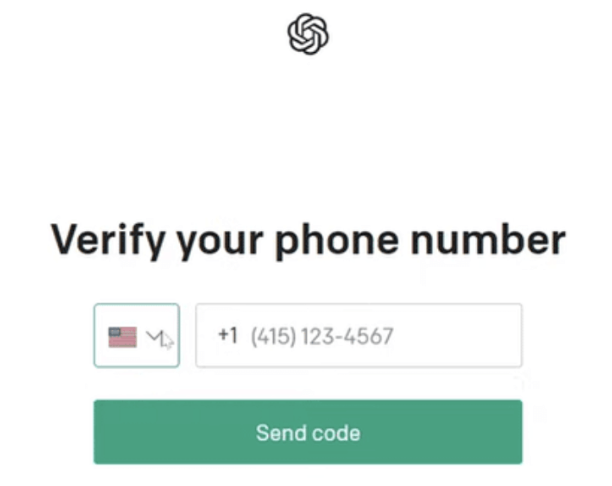 Verify your phone number
+1 (415) 123-4567
Send code